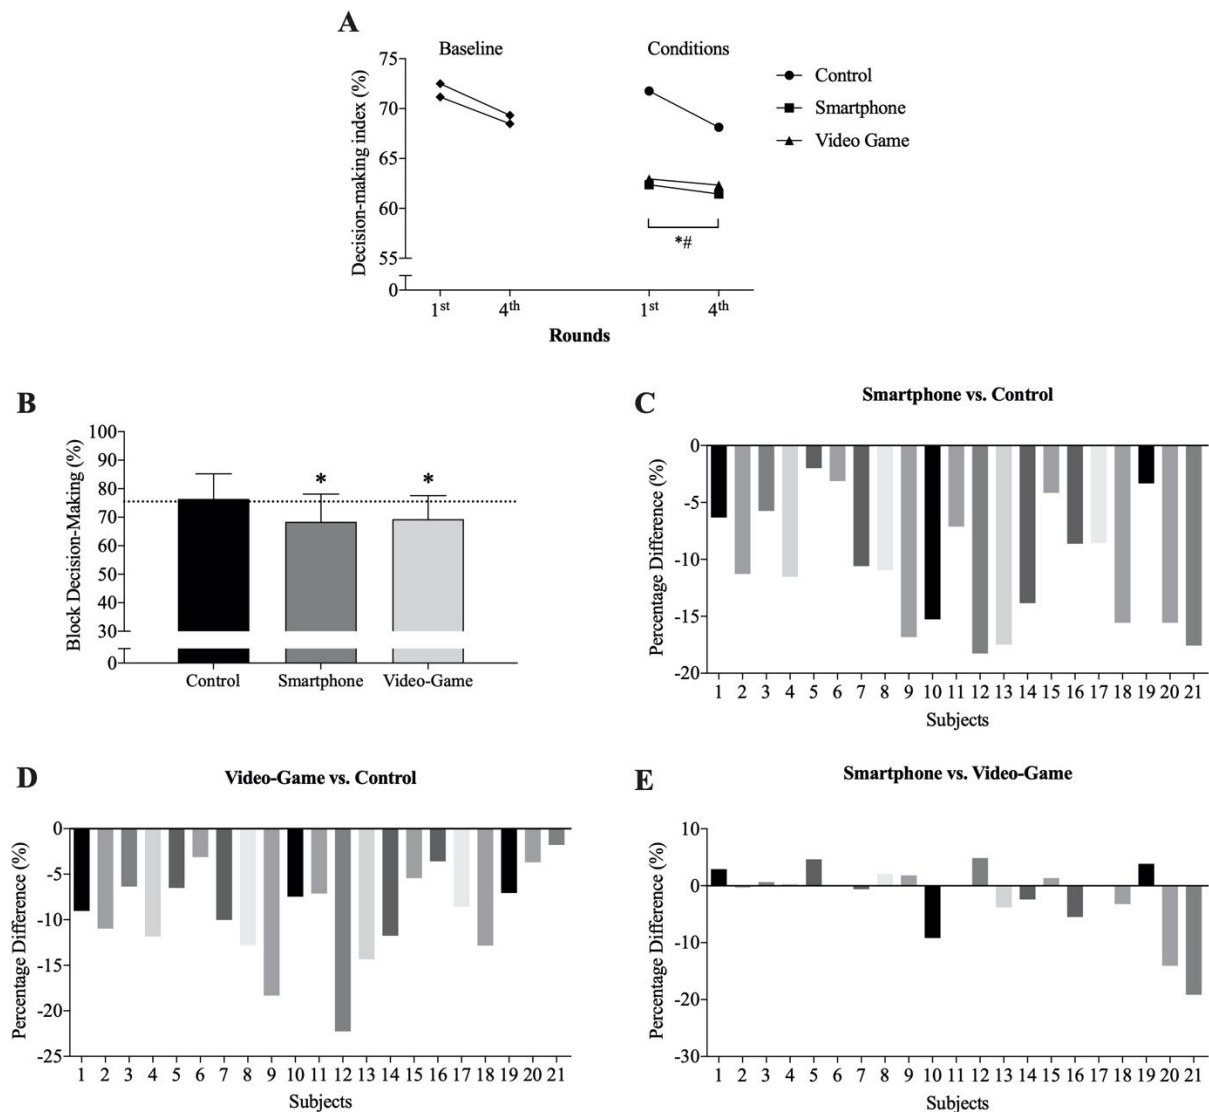 A
Baseline
Conditions
Decision-making index (%)
75
70
65
60
55
0
*#
1st
4th
1st
4th
Rounds
Control
Smartphone
Video Game
B
Block Decision-Making (%)
100
90
80
70
60
50
40
30
0
*
*
Control
Smartphone
Video-Game
C
Smartphone vs. Control
Percentage Difference (%)
0
-5
-10
-15
-20
1 2 3 4 5 6 7 8 9 10 11 12 13 14 15 16 17 18 19 20 21
Subjects
D
Video-Game vs. Control
Percentage Difference (%)
0
-5
-10
-15
-20
-25
1 2 3 4 5 6 7 8 9 10 11 12 13 14 15 16 17 18 19 20 21
Subjects
E
Smartphone vs. Video-Game
Percentage Difference (%)
10
0
-10
-20
-30
1 2 3 4 5 6 7 8 9 10 11 12 13 14 15 16 17 18 19 20 21
Subjects